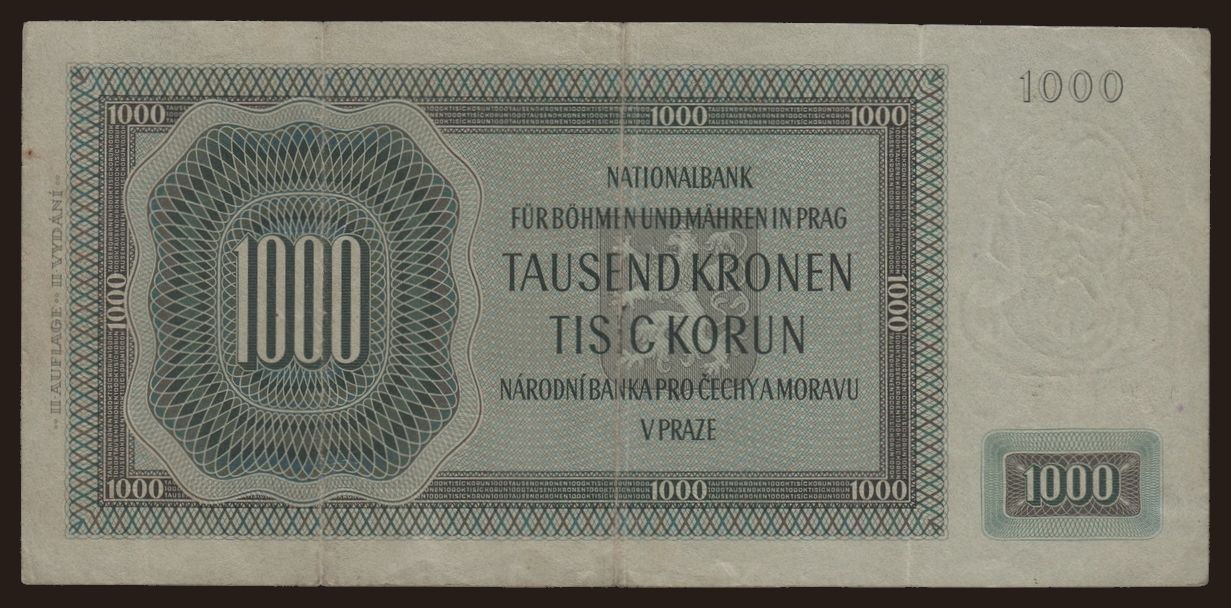 1000
1000 1000 1000
NATIONALBANK
FÜR BÖHMEN UND MÄHREN IN PRAG
TAUSEND KRONEN
TISÍC KORUN
NÁRODNÍ BANKA PRO ČECHY A MORAVU
V PRAZE
1000
1000
1000
II AUFLAGE II VYDÁNÍ
1000 1000 1000
1000